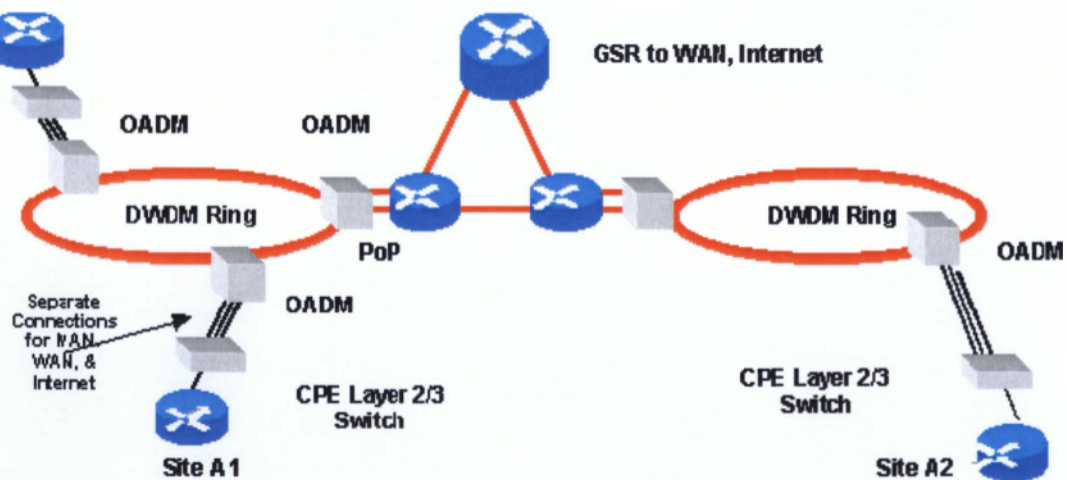 GSR to WAN, Internet
OADM
OADM
DWDM Ring
DWDM Ring
PoP
OADM
OADM
Separate
Connections
for MAN,
WAN, &
Internet
CPE Layer 2/3
Switch
CPE Layer 2/3
Switch
Site A1
Site A2